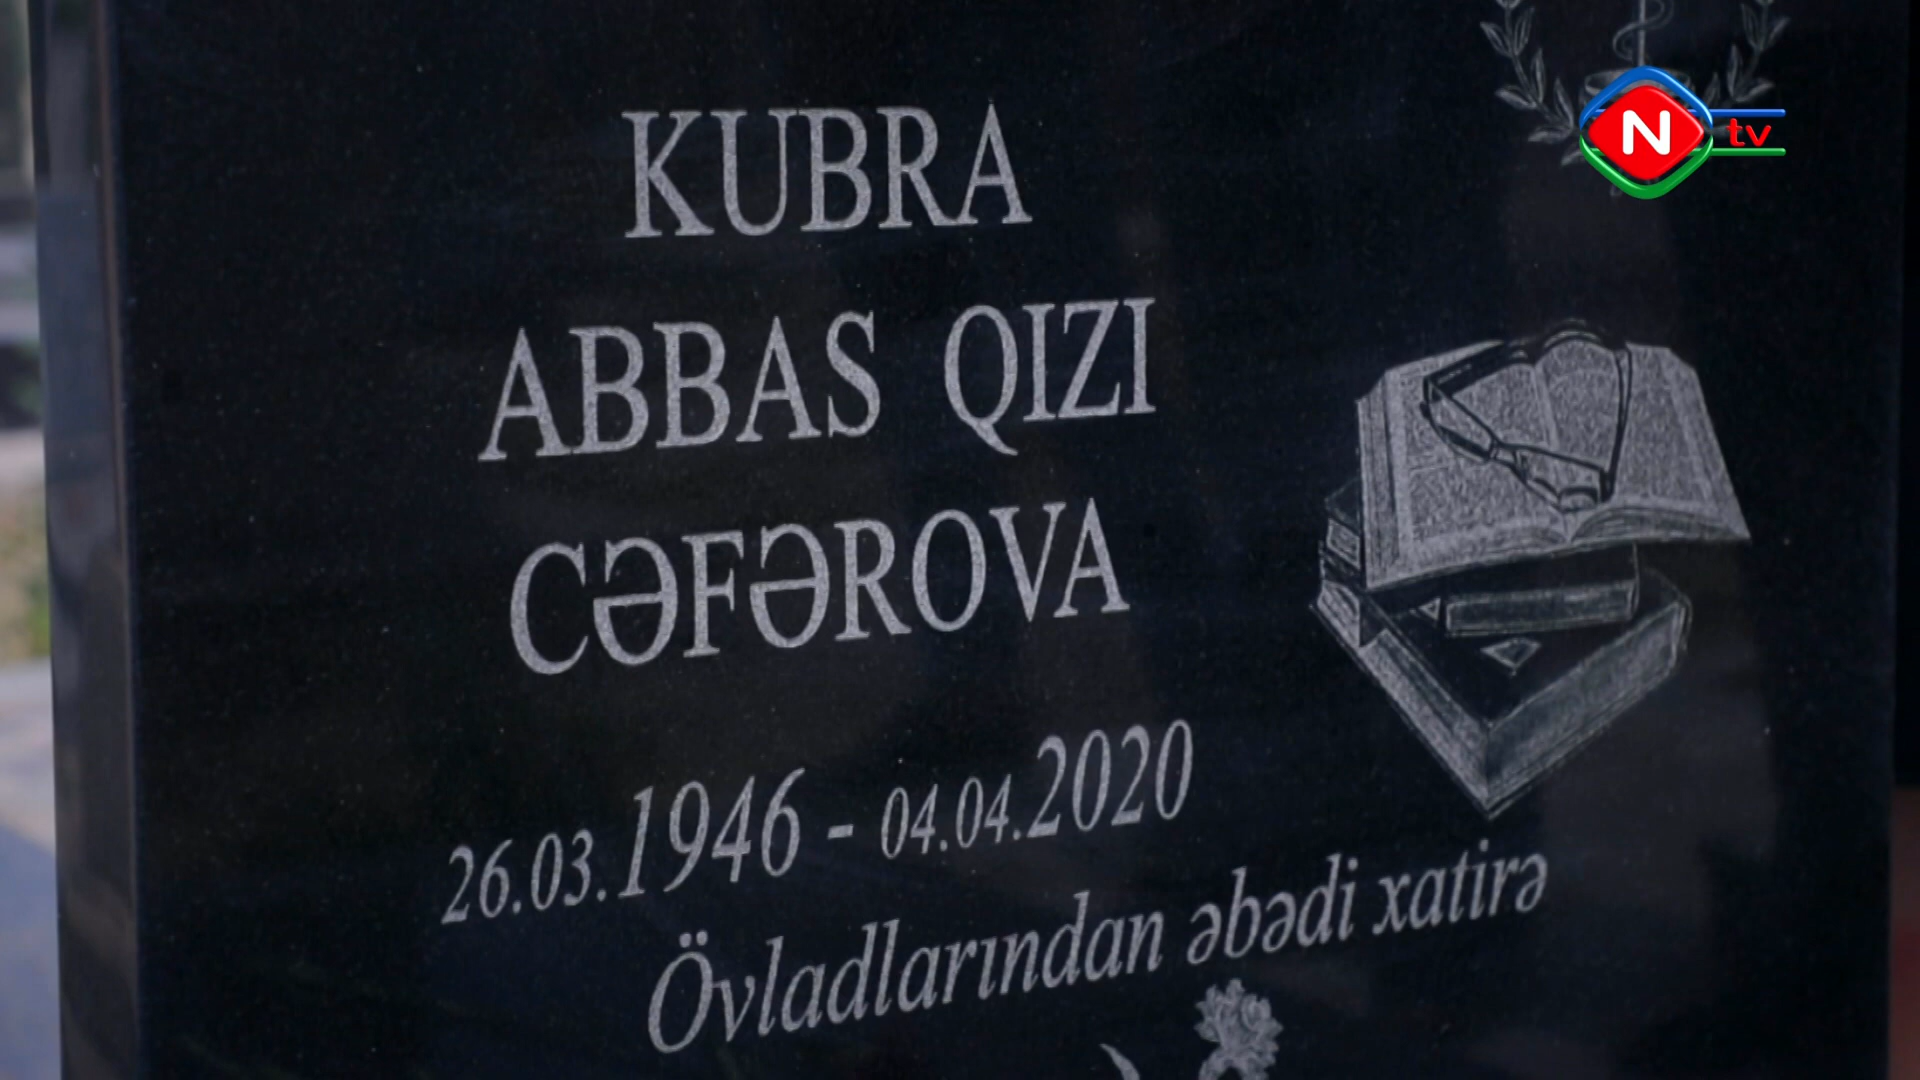 N tv
KUBRA
ABBAS QIZI
CƏFƏROVA
26.03.1946 - 04.04.2020
Övladlarından əbədi xatirə